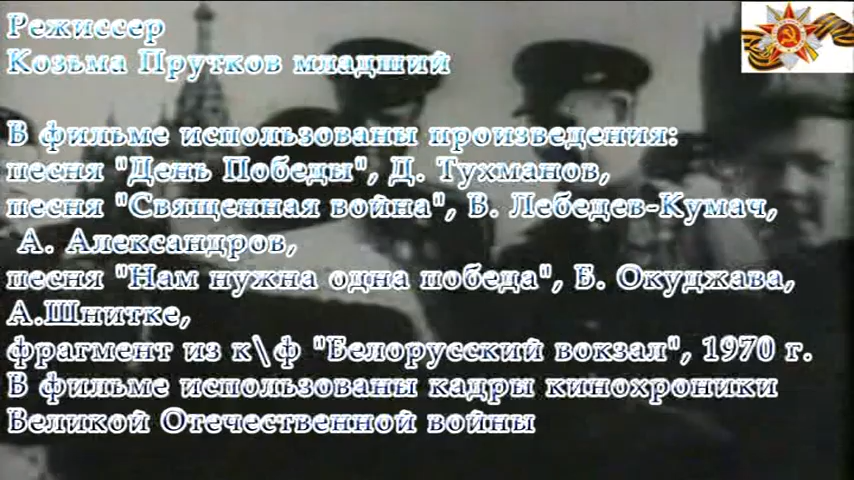 Режиссер
Козьма Прутков младший
В фильме использованы произведения:
песня "День Победы", Д. Тухманов,
песня "Священная война", В. Лебедев-Кумач,
А. Александров,
песня "Нам нужна одна победа", Б. Окуджава,
А.Шнитке,
фрагмент из к\ф "Белорусский вокзал", 1970 г.
В фильме использованы кадры кинохроники
Великой Отечественной войны